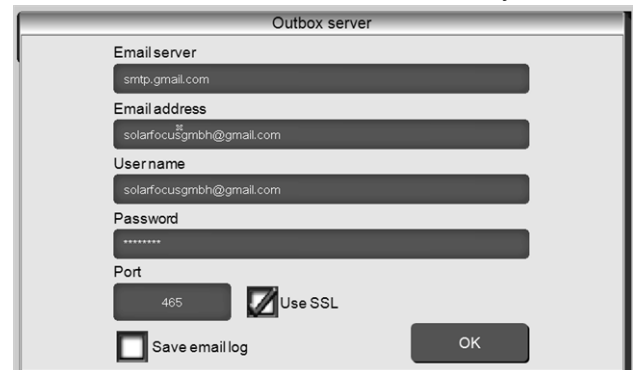 Outbox server
Email server
smtp.gmail.com
Email address
solarfocusgmbh@gmail.com
User name
solarfocusgmbh@gmail.com
Password
********
Port
465 Use SSL
Save email log OK